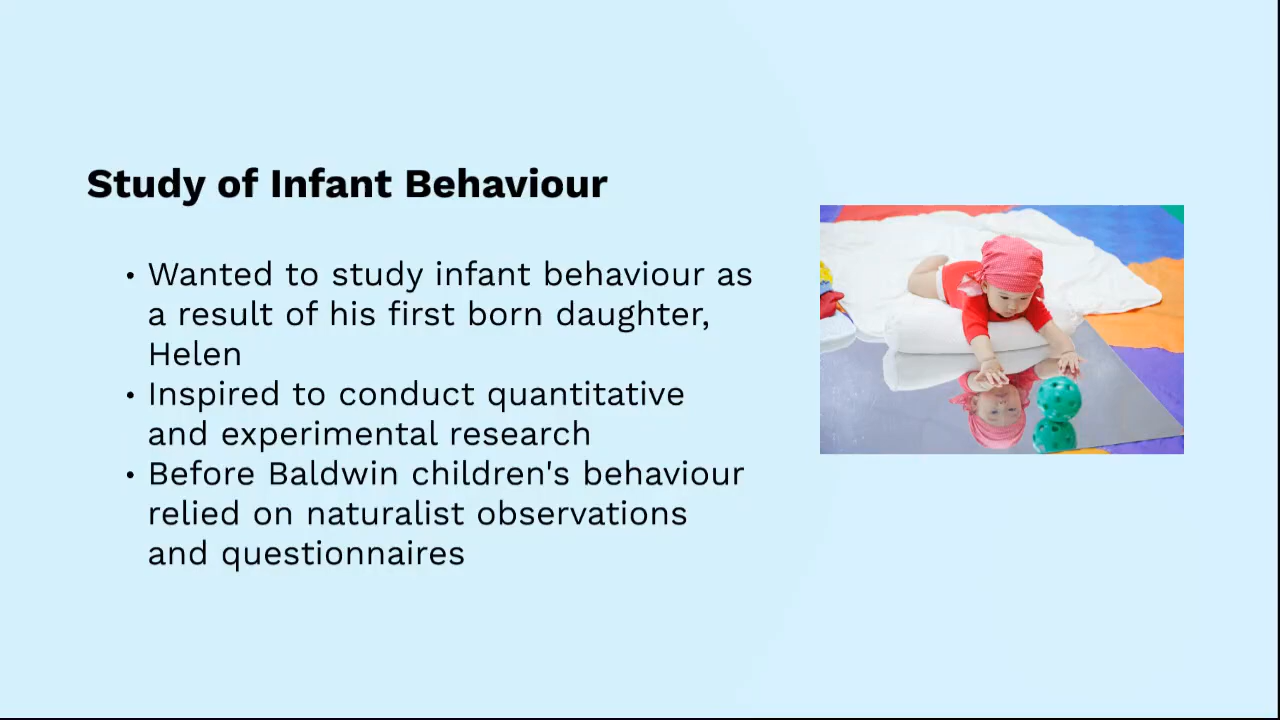 Study of Infant Behaviour
• Wanted to study infant behaviour as
a result of his first born daughter,
Helen
• Inspired to conduct quantitative
and experimental research
• Before Baldwin children's behaviour
relied on naturalist observations
and questionnaires